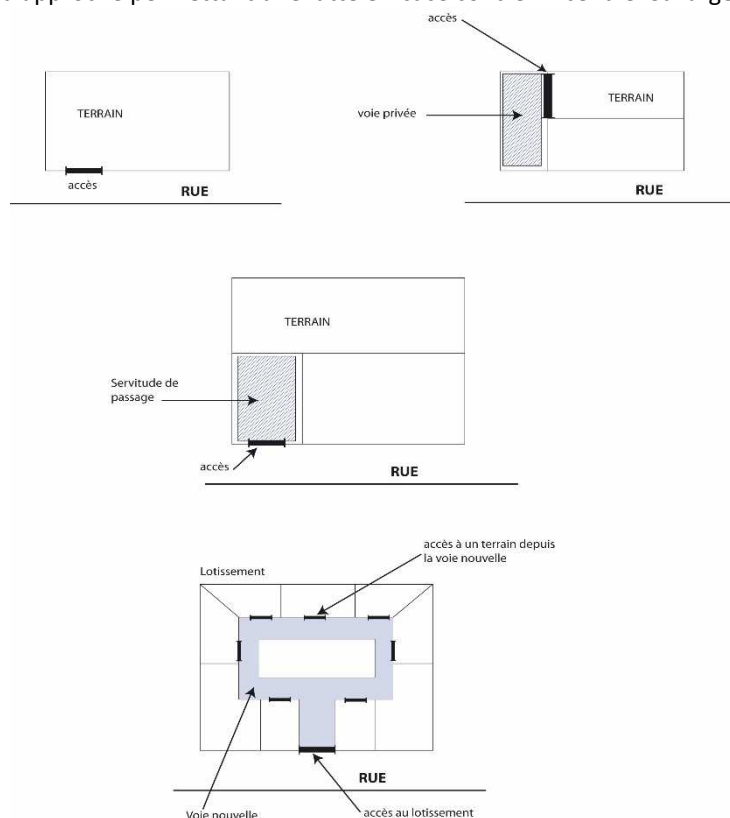 accès
TERRAIN
accès
RUE
voie privée
TERRAIN
RUE
TERRAIN
Servitude de
passage
accès
RUE
accès à un terrain depuis
la voie nouvelle
Lotissement
RUE
Voie nouvelle
accès au lotissement